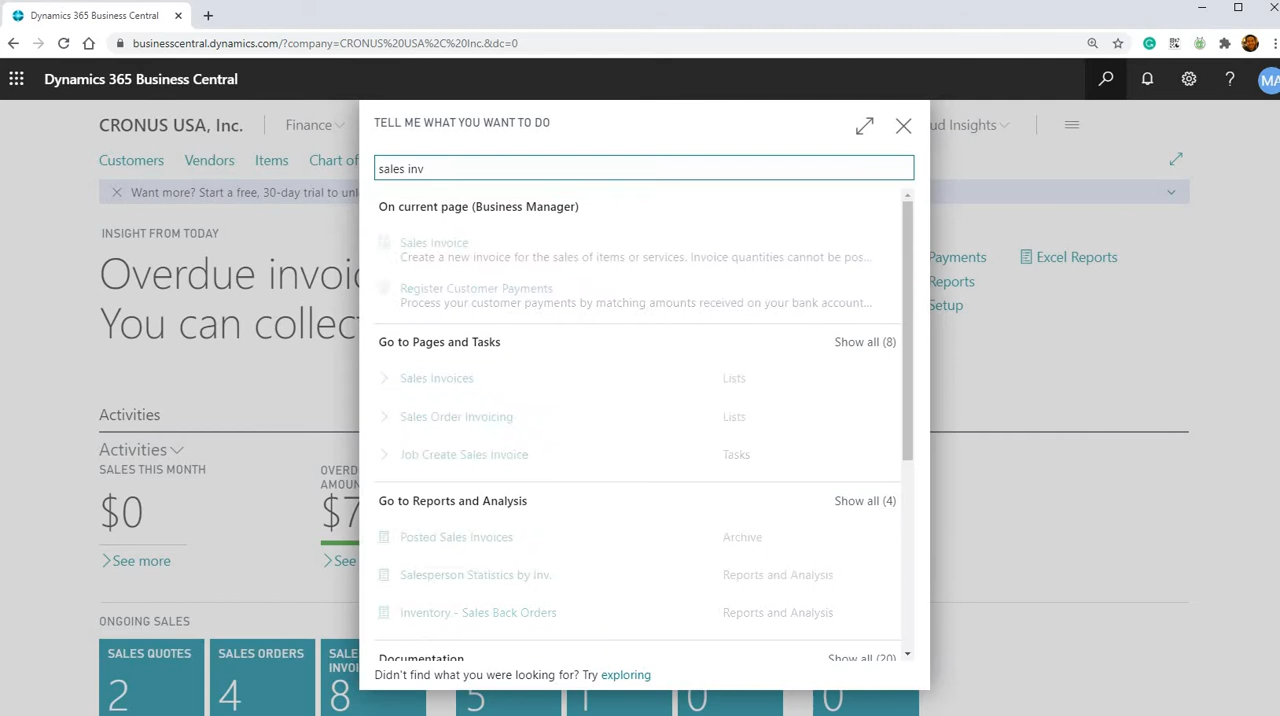 Dynamics 365 Business Central
businesscentral.dynamics.com/?company=CRONUS%20USA%2C%20Inc.&dc=0
Dynamics 365 Business Central
MA
CRONUS USA, Inc.
Finance
ud Insights
TELL ME WHAT YOU WANT TO DO
sales inv
Customers Vendors Items Chart of
Want more? Start a free, 30-day trial to unl
INSIGHT FROM TODAY
Overdue invoi
You can collec
Payments
Reports
Setup
Excel Reports
On current page (Business Manager)
Sales Invoice
Create a new invoice for the sales of items or services. Invoice quantities cannot be pos...
Register Customer Payments
Process your customer payments by matching amounts received on your bank account...
Go to Pages and Tasks Show all (8)
Sales Invoices Lists
Sales Order Invoicing Lists
Job Create Sales Invoice Tasks
Go to Reports and Analysis Show all (4)
Posted Sales Invoices Archive
Salesperson Statistics by Inv. Reports and Analysis
Inventory - Sales Back Orders Reports and Analysis
Documentation Show all (20)
Didn't find what you were looking for? Try exploring
Activities
Activities
SALES THIS MONTH
$0
See more
OVERD
AMOUN
$7
See
ONGOING SALES
SALES QUOTES
2
SALES ORDERS
4
SALE
INVOI
8
5
1
0
0